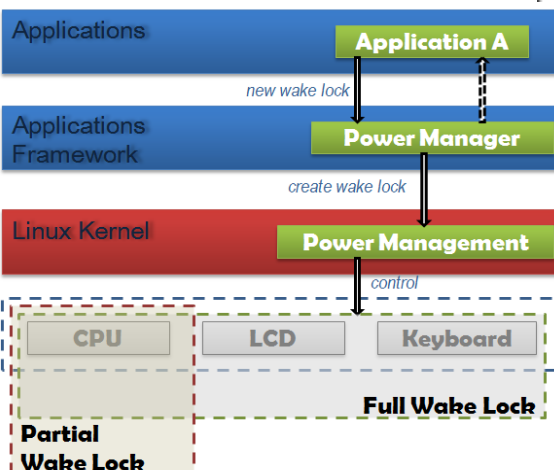 Applications
Application A
new wake lock
Applications
Framework
Power Manager
create wake lock
Linux Kernel
Power Management
control
CPU
LCD
Keyboard
Full Wake Lock
Partial
Wake Lock